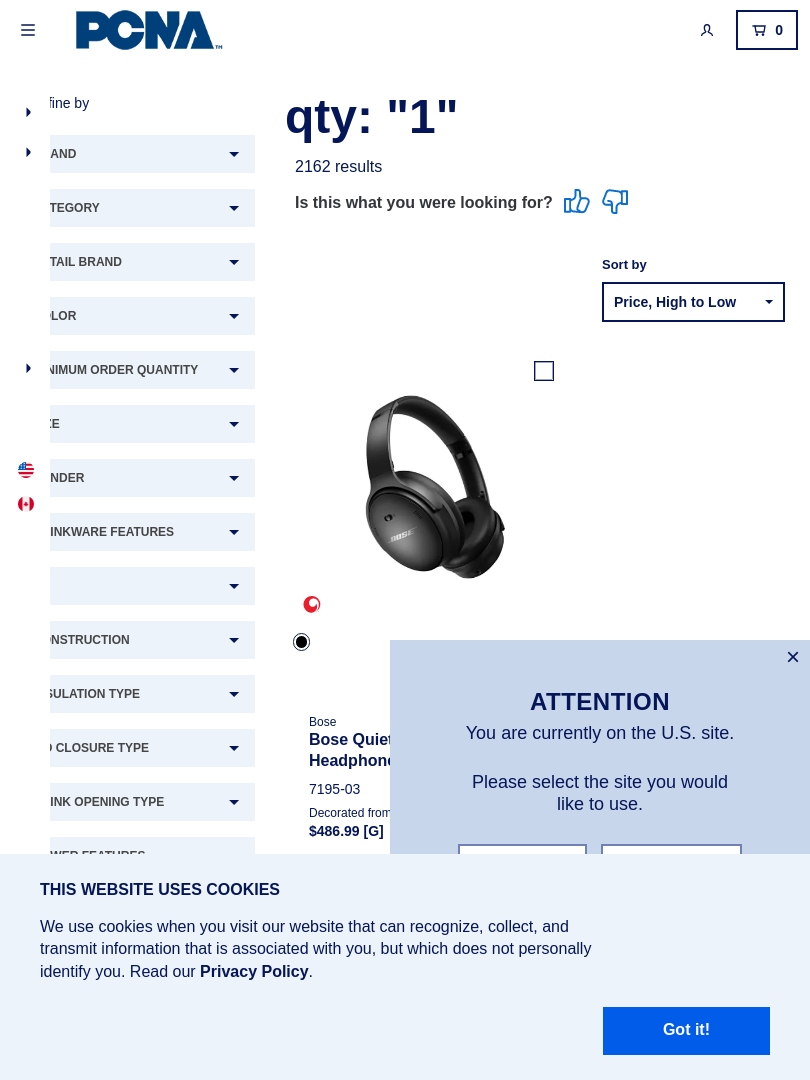 PCNA
TM
0
fine by
qty: "1"
AND
2162 results
TEGORY
Is this what you were looking for?
TAIL BRAND
Sort by
Price, High to Low
OLOR
NIMUM ORDER QUANTITY
ZE
NDER
INKWARE FEATURES
BOSE
ONSTRUCTION
SULATION TYPE
D CLOSURE TYPE
INK OPENING TYPE
WER FEATURES
Bose
Bose Quiet
Headphone
7195-03
Decorated from
$486.99 [G]
ATTENTION
You are currently on the U.S. site.
Please select the site you would
like to use.
THIS WEBSITE USES COOKIES
We use cookies when you visit our website that can recognize, collect, and
transmit information that is associated with you, but which does not personally
identify you. Read our Privacy Policy.
Got it!